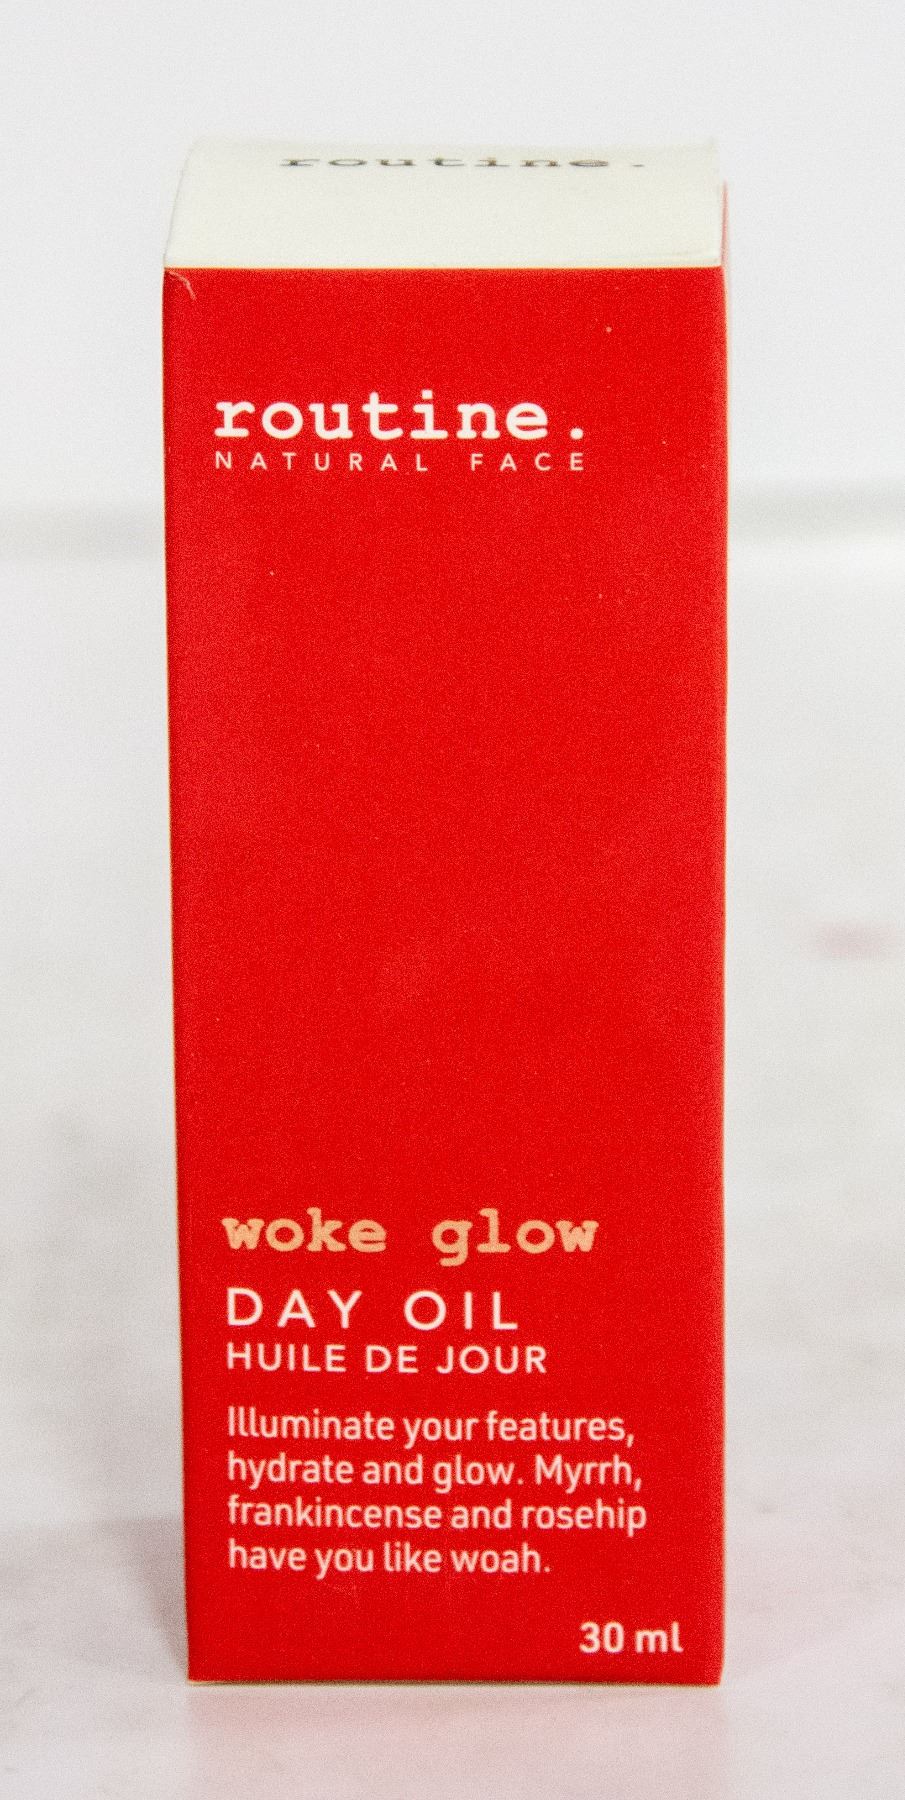 routine.
routine.
NATURAL FACE
woke glow
DAY OIL
HUILE DE JOUR
Illuminate your features,
hydrate and glow. Myrrh,
frankincense and rosehip
have you like woah.
30 ml